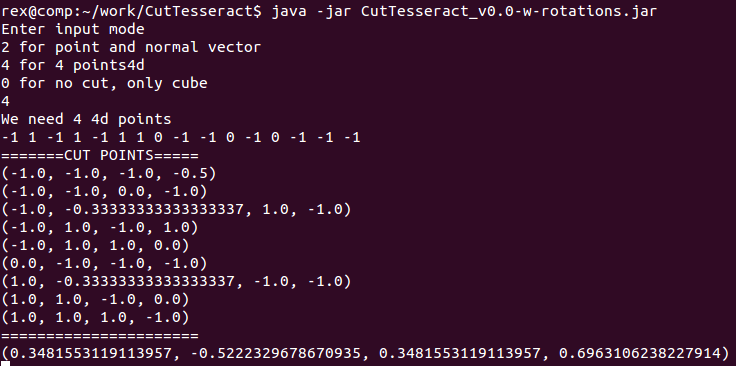 rex@comp:~/work/CutTesseract$ java -jar CutTesseract_v0.0-w-rotations.jar
Enter input mode
2 for point and normal vector
4 for 4 points4d
0 for no cut, only cube
4
We need 4 4d points
-1 1 -1 1 -1 1 1 0 -1 -1 0 -1 0 -1 -1 -1
=======CUT POINTS=====
(-1.0, -1.0, -1.0, -0.5)
(-1.0, -1.0, 0.0, -1.0)
(-1.0, -0.33333333333333337, 1.0, -1.0)
(-1.0, 1.0, -1.0, 1.0)
(-1.0, 1.0, 1.0, 0.0)
(0.0, -1.0, -1.0, -1.0)
(1.0, -0.33333333333333337, -1.0, -1.0)
(1.0, 1.0, -1.0, 0.0)
(1.0, 1.0, 1.0, -1.0)
======================
(0.3481553119113957, -0.5222329678670935, 0.3481553119113957, 0.6963106238227914)